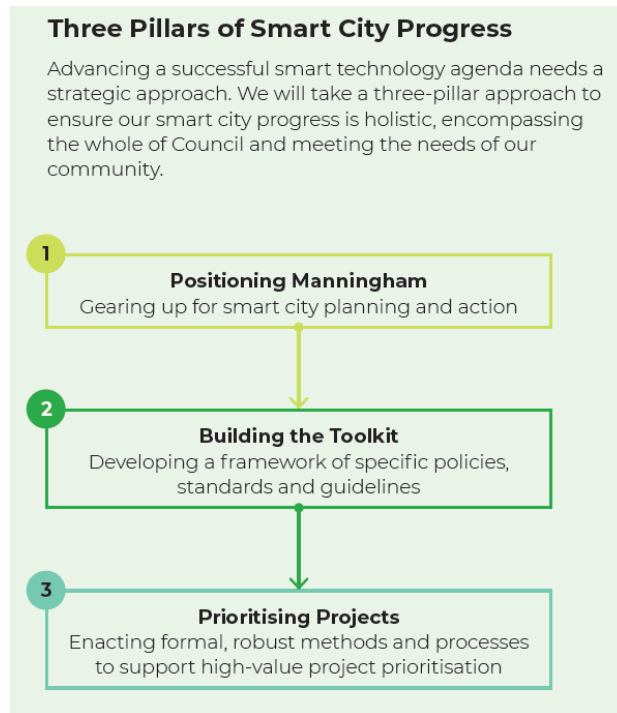 Three Pillars of Smart City Progress
Advancing a successful smart technology agenda needs a
strategic approach. We will take a three-pillar approach to
ensure our smart city progress is holistic, encompassing
the whole of Council and meeting the needs of our
community.
1
Positioning Manningham
Gearing up for smart city planning and action
2
Building the Toolkit
Developing a framework of specific policies,
standards and guidelines
3
Prioritising Projects
Enacting formal, robust methods and processes
to support high-value project prioritisation